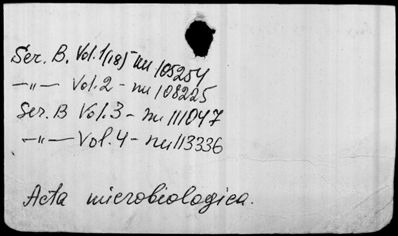 Ser. B. Vol. 1(18) nu 105254
—〃— Vol. 2 - nu 108225
Ser. B Vol. 3 - nu 111047
—〃— Vol. 4 - nu 113336
Acta microbiologica.